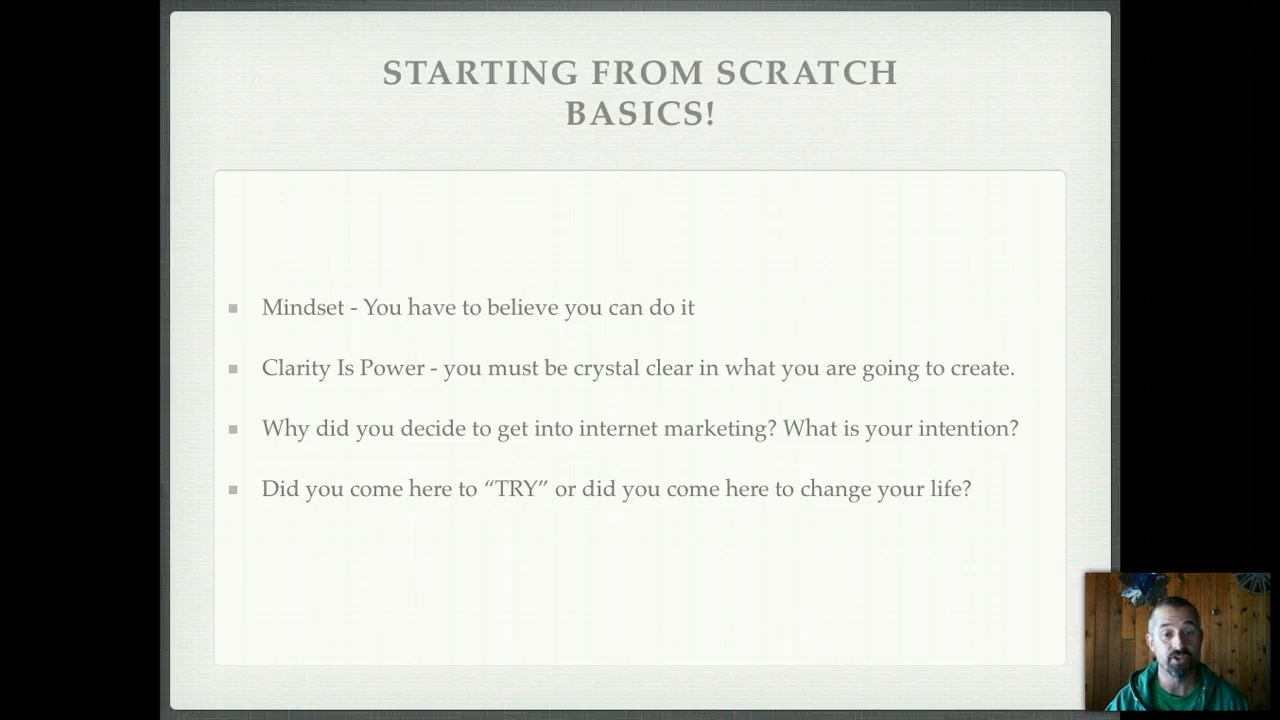 STARTING FROM SCRATCH
BASICS!
Mindset - You have to believe you can do it
Clarity Is Power - you must be crystal clear in what you are going to create.
Why did you decide to get into internet marketing? What is your intention?
Did you come here to “TRY” or did you come here to change your life?